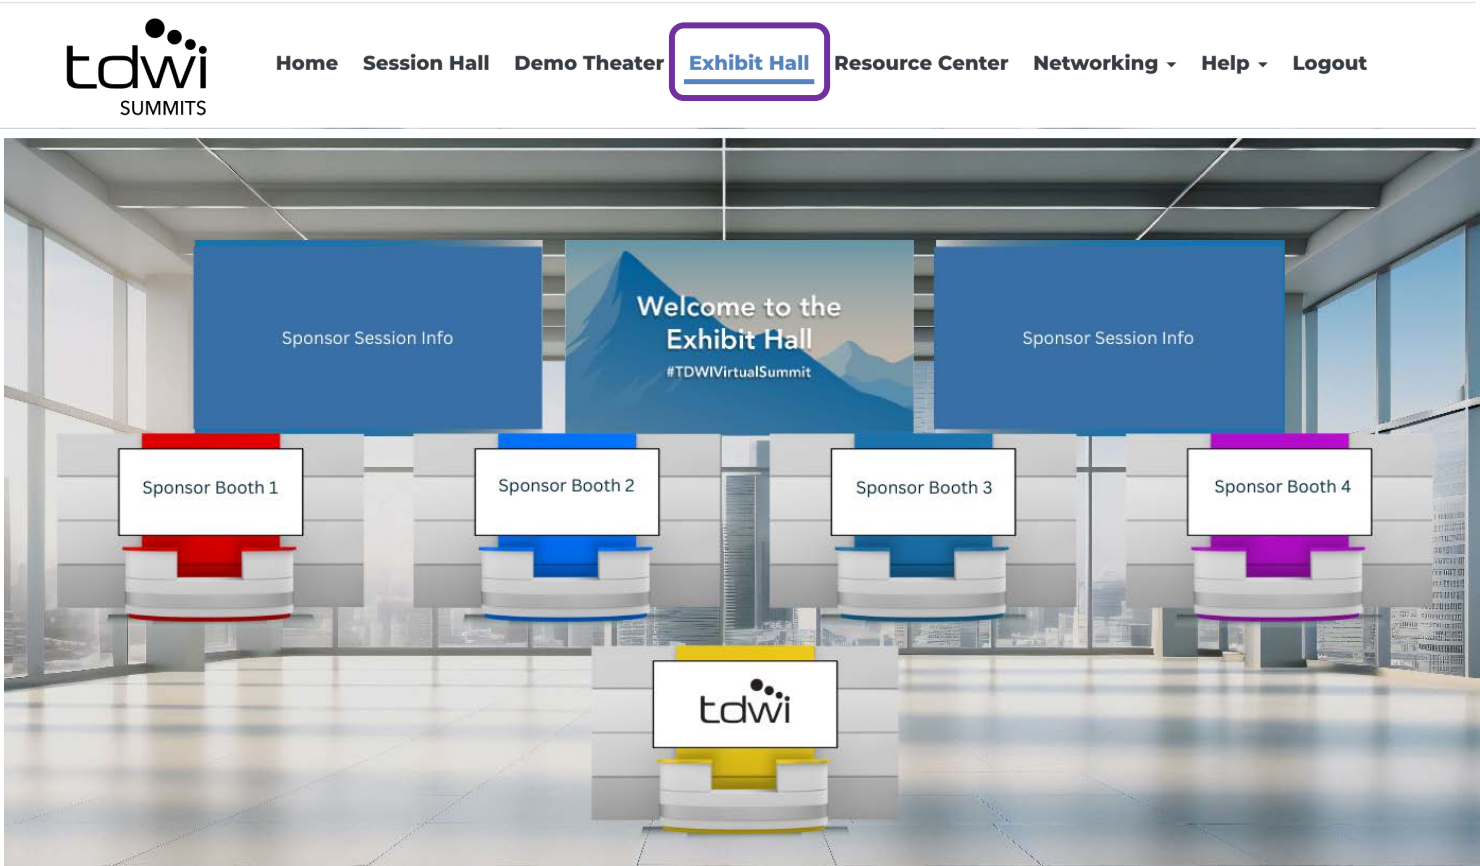 tdwi
SUMMITS
Home Session Hall Demo Theater Exhibit Hall Resource Center Networking Help Logout
Sponsor Session Info
Welcome to the
Exhibit Hall
#TDWIVirtualSummit
Sponsor Session Info
Sponsor Booth 1
Sponsor Booth 2
Sponsor Booth 3
Sponsor Booth 4
tdwi